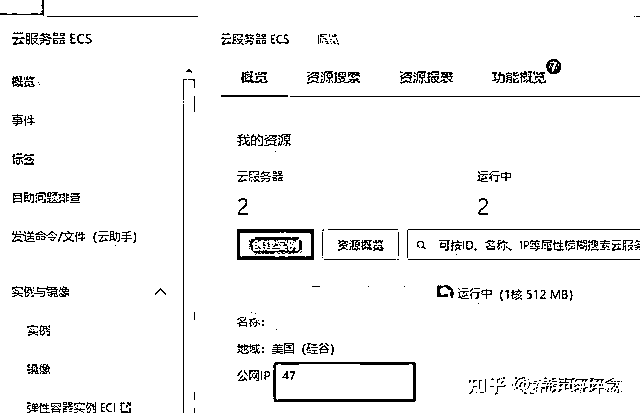 云服务器 ECS
概览
事件
标签
自助问题排查
发送命令/文件（云助手）
实例与镜像
实例
镜像
弹性容器实例 ECI
云服务器 ECS 概览
概览 资源搜索 资源报表 功能概览
我的资源
云服务器 运行中
2 2
创建实例 资源概览 可按ID、名称、IP等属性模糊搜索云服务
运行中 (1核 512 MB)
名称：
地域：美国（硅谷）
公网IP 47
知乎